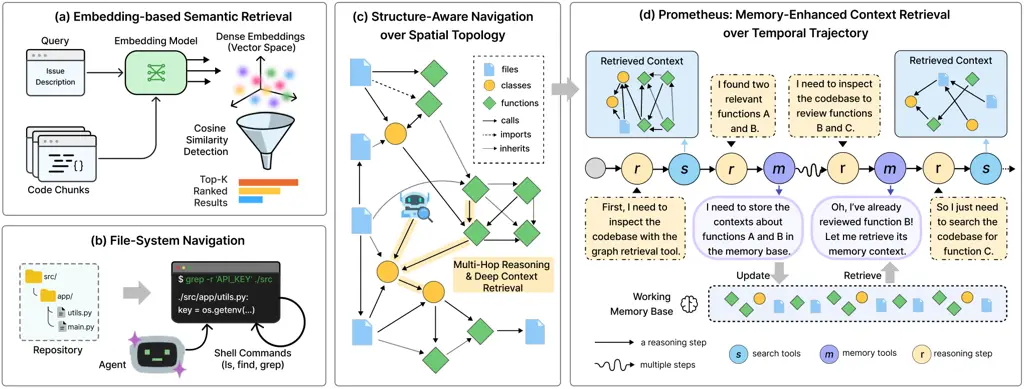 (a) Embedding-based Semantic Retrieval
Query
Issue
Description
Embedding Model
Dense Embeddings
(Vector Space)
Code Chunks
Cosine
Similarity
Detection
Top-K
Ranked
Results
(b) File-System Navigation
src/
app/
utils.py
main.py
Repository
$ grep -r 'API_KEY' ./src
./src/app/utils.py:
key = os.getenv(...)
Agent
Shell Commands
(ls, find, grep)
(c) Structure-Aware Navigation
over Spatial Topology
files
classes
functions
calls
imports
inherits
Multi-Hop Reasoning
& Deep Context
Retrieval
(d) Prometheus: Memory-Enhanced Context Retrieval
over Temporal Trajectory
Retrieved Context
I found two
relevant
functions A
and B.
I need to inspect
the codebase to
review functions
B and C.
Retrieved Context
r
s
r
m
r
m
r
s
First, I need to
inspect the
codebase with the
graph retrieval tool.
I need to store the
contexts about
functions A and B in
the memory base.
Oh, I've already
reviewed function B!
Let me retrieve its
memory context.
So I just need
to search the
codebase for
function C.
Update
Retrieve
Working
Memory Base
a reasoning step
multiple steps
s
search tools
m
memory tools
r
reasoning step